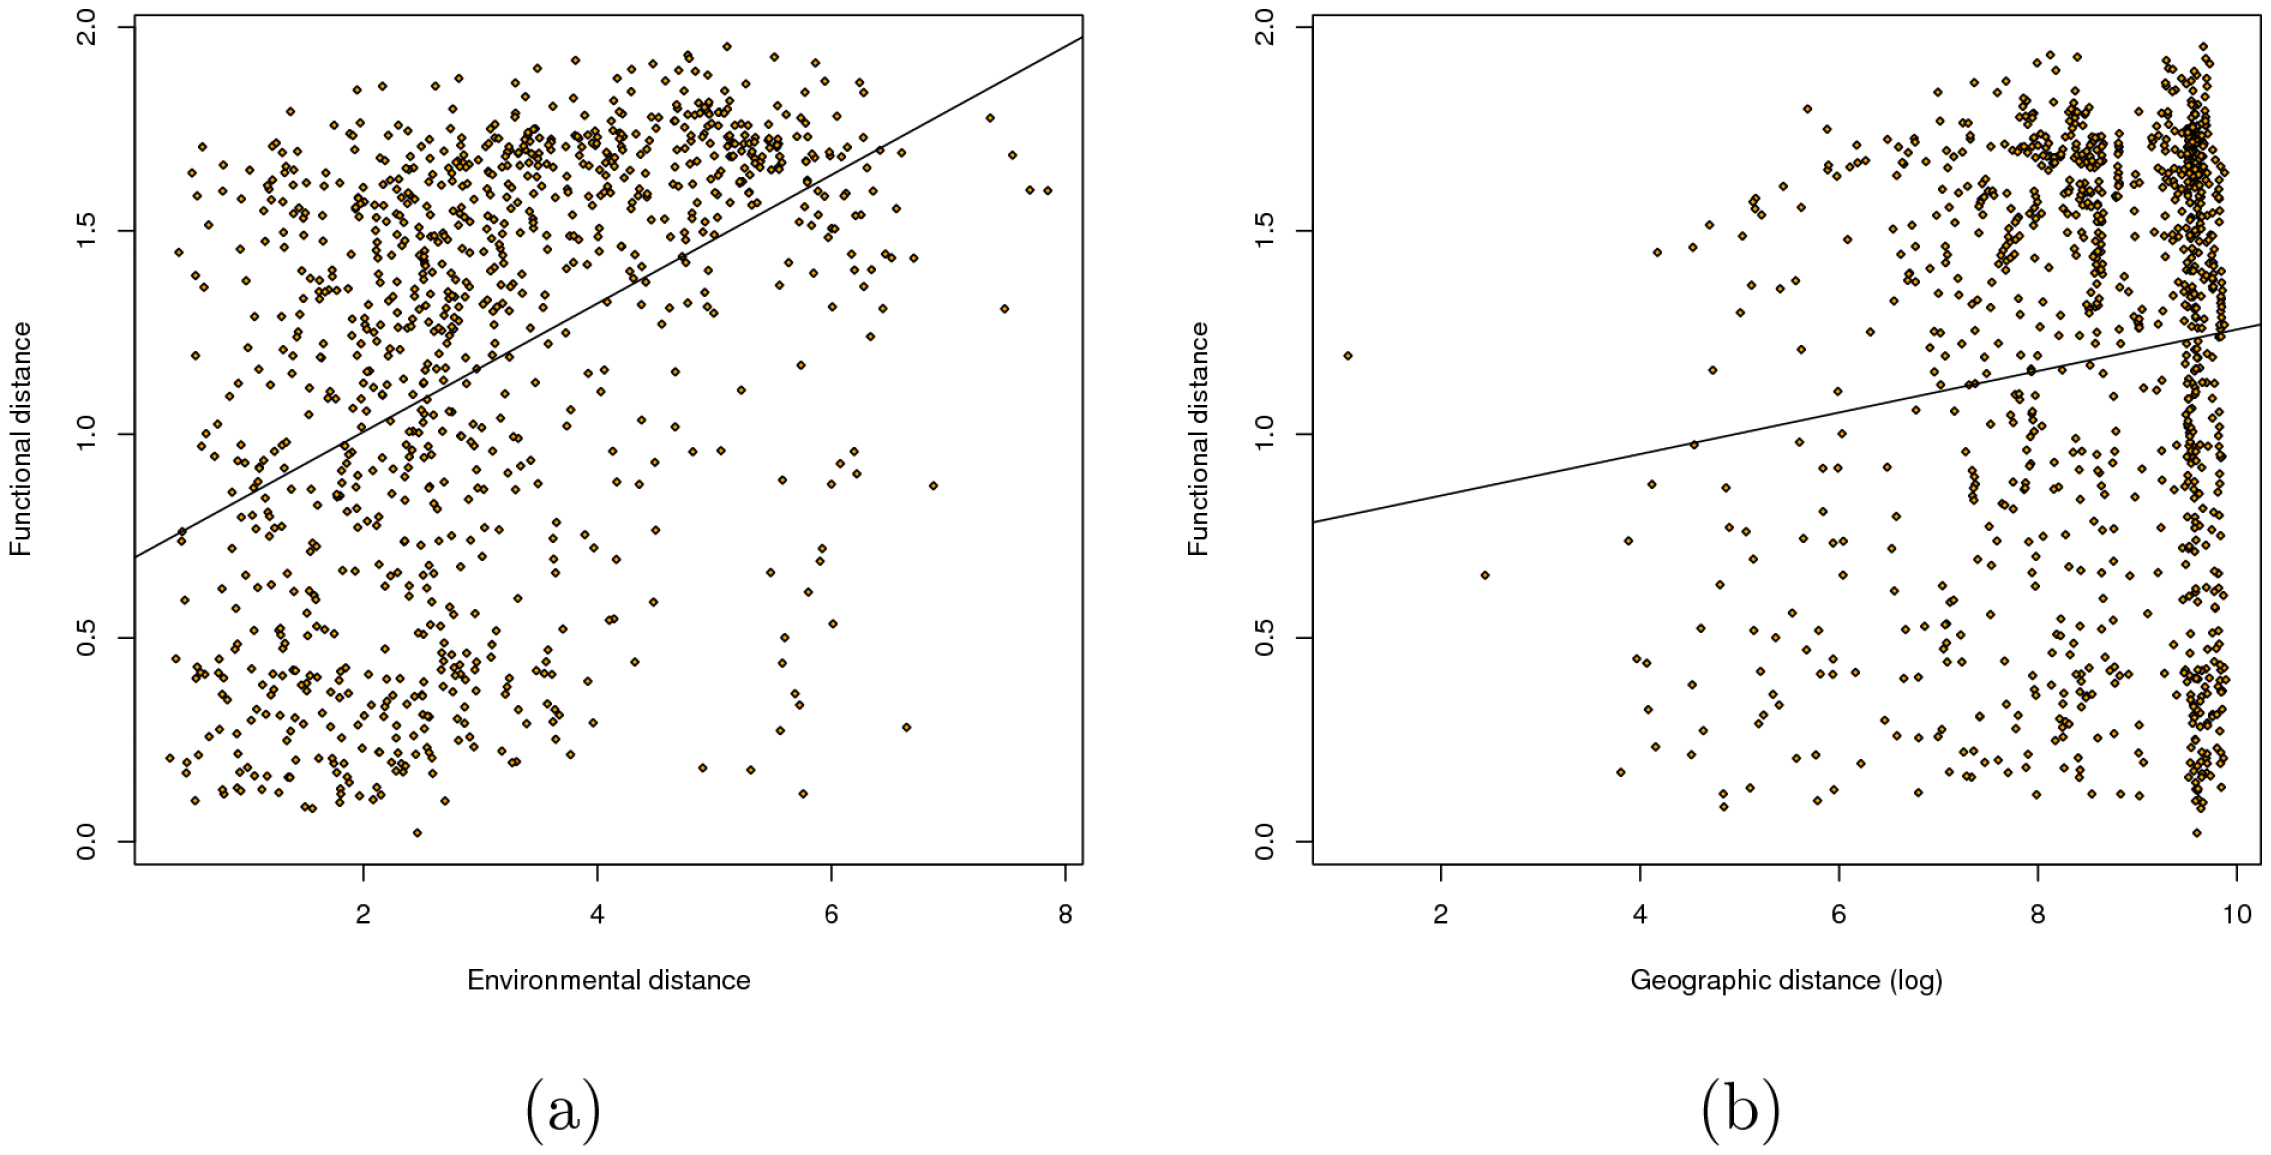 2.0
1.5
1.0
0.5
0.0
Functional distance
2 4 6 8
Environmental distance
(a)
2.0
1.5
1.0
0.5
0.0
Functional distance
2 4 6 8 10
Geographic distance (log)
(b)